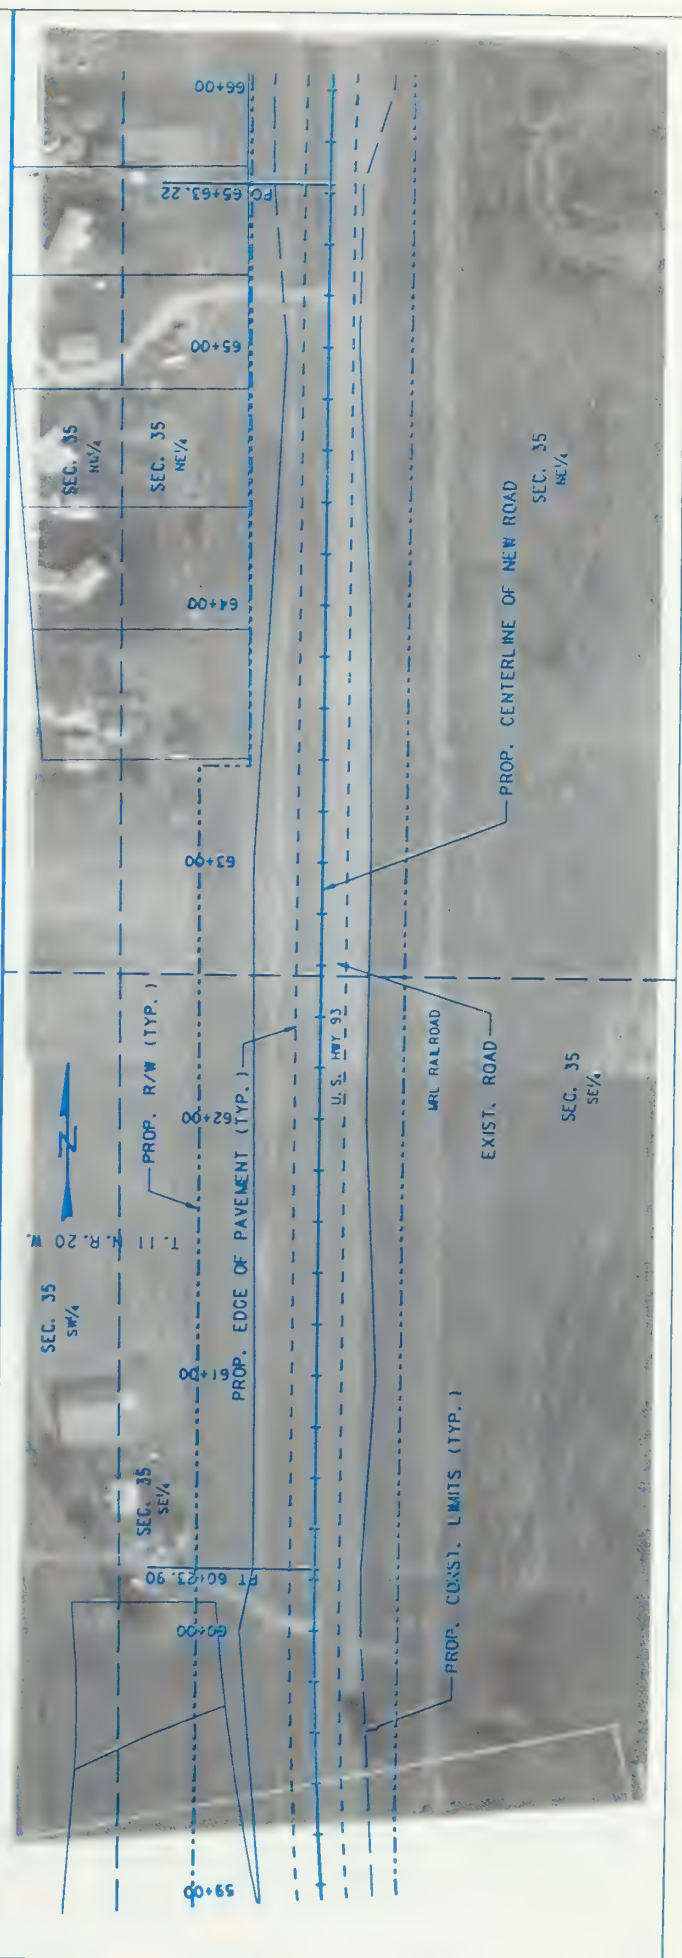 66+00
PC 65+63.22
65+00
SEC. 35
NE¼
SEC. 35
NE¼
SEC. 35
NE¼
64+00
PROP. CENTERLINE OF NEW ROAD
63+00
PROP. R/W (TYP.)
PROP. EDGE OF PAVEMENT (TYP.)
U.S. HWY 93
MRL RAILROAD
EXIST. ROAD
SEC. 35
SE¼
62+00
N
T. 11 N. R. 20 W.
SEC. 35
SW¼
61+00
SEC. 35
SE¼
PROP. CONST. LIMITS (TYP.)
PT 60+23.90
60+00
59+00